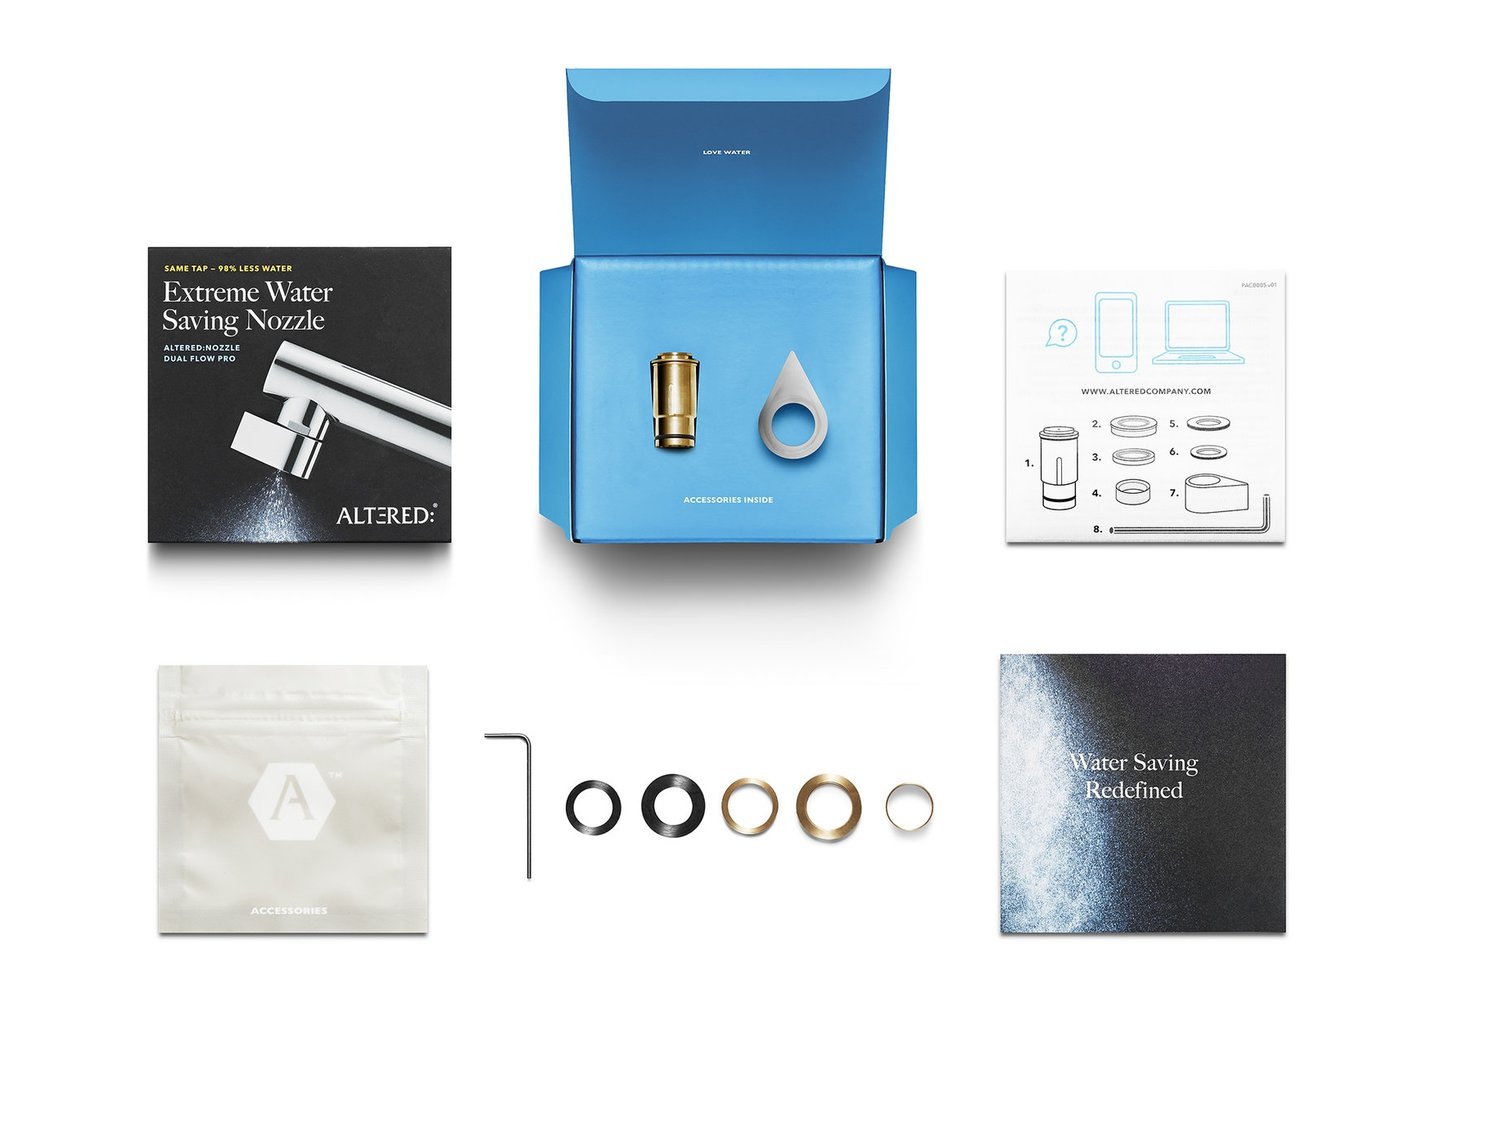 LOVE WATER
SAME TAP – 98% LESS WATER
Extreme Water
Saving Nozzle
ALTERED:NOZZLE
DUAL FLOW PRO
ALTERED:®
ACCESSORIES INSIDE
PAC0005-v01
?
WWW.ALTEREDCOMPANY.COM
1.
2.
3.
4.
5.
6.
7.
8.
A™
ACCESSORIES
Water Saving
Redefined